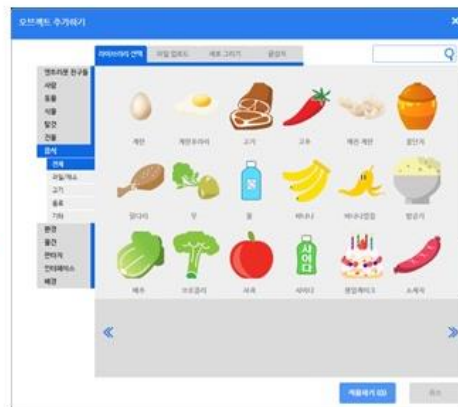 오브젝트 추가하기
라이브러리 선택 파일 업로드 새로 그리기 글상자
엔트리봇 친구들
사람
동물
식물
탈것
건물
음식
전체
과일/채소
고기
음료
기타
환경
물건
판타지
인터페이스
배경
계란 계란후라이 고기 고추 깨진 계란 꿀단지
닭다리 무 물 바나나 바나나껍질 밥공기
배추 브로콜리 사과 사이다 생일케이크 소세지
사이다
적용하기 (0) 취소